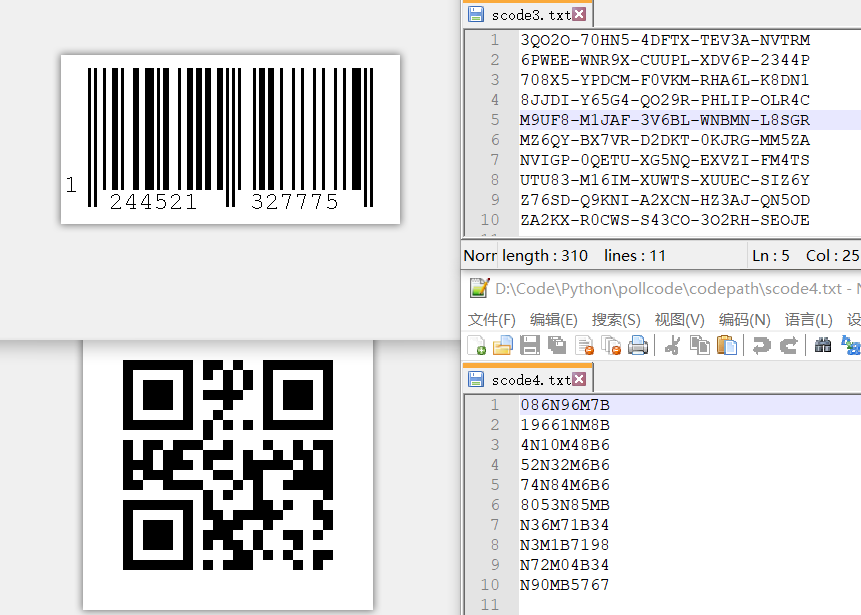 1 244521 327775
scode3.txt
1 3QO2O-70HN5-4DFTX-TEV3A-NVTRM
2 6PWEE-WNR9X-CUUPL-XDV6P-2344P
3 708X5-YPDCM-F0VKM-RHA6L-K8DN1
4 8JJDI-Y65G4-QO29R-PHLIP-OLR4C
5 M9UF8-M1JAF-3V6BL-WNBMN-L8SGR
6 MZ6QY-BX7VR-D2DKT-0KJRG-MM5ZA
7 NVIGP-0QETU-XG5NQ-EXVZI-FM4TS
8 UTU83-M16IM-XUWTS-XUUEC-SIZ6Y
9 Z76SD-Q9KNI-A2XCN-HZ3AJ-QN5OD
10 ZA2KX-R0CWS-S43CO-3O2RH-SEOJE
Norr length : 310 lines : 11 Ln : 5 Col : 25
D:\Code\Python\pollcode\codepath\scode4.txt - N
文件(F) 编辑(E) 搜索(S) 视图(V) 编码(N) 语言(L) 设
scode4.txt
1 086N96M7B
2 19661NM8B
3 4N10M48B6
4 52N32M6B6
5 74N84M6B6
6 8053N85MB
7 N36M71B34
8 N3M1B7198
9 N72M04B34
10 N90MB5767
11